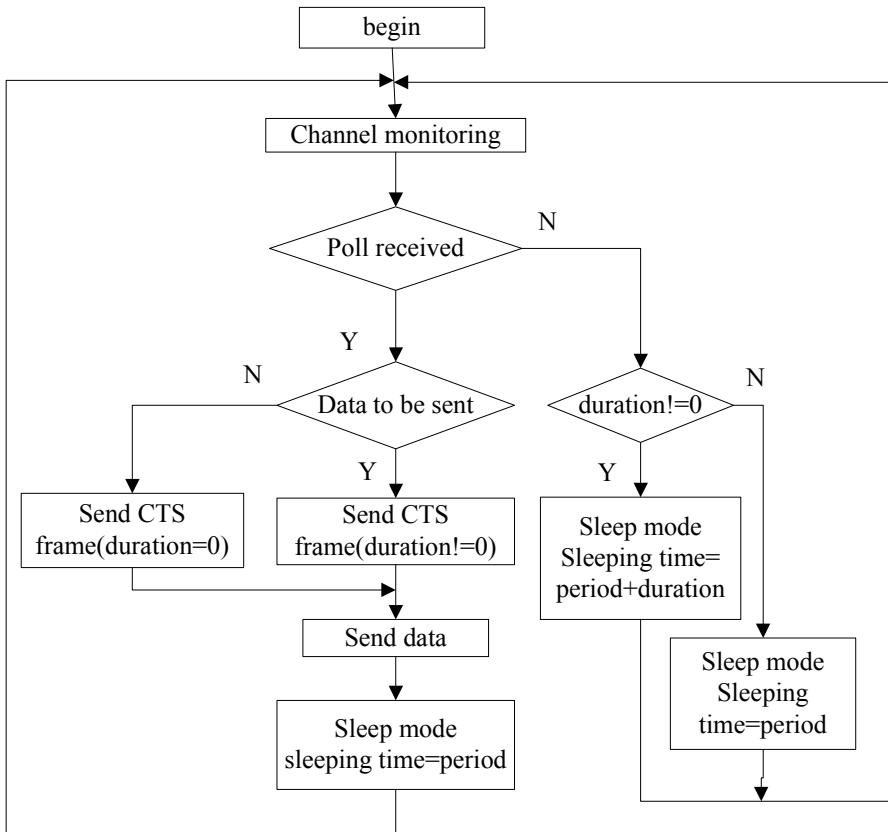 begin
Channel monitoring
Poll received
N
Y
N
Data to be sent
Y
duration!=0
N
Y
Send CTS
frame(duration=0)
Send CTS
frame(duration!=0)
Sleep mode
Sleeping time=
period+duration
Send data
Sleep mode
Sleeping
time=period
Sleep mode
sleeping time=period